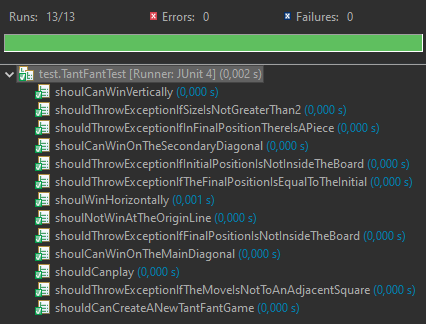 Runs: 13/13 Errors: 0 Failures: 0
test.TantFantTest [Runner: JUnit 4] (0,002 s)
shoulCanWinVertically (0,000 s)
shouldThrowExceptionIfSizeIsNotGreaterThan2 (0,000 s)
shouldThrowExceptionIfInFinalPositionThereIsAPiece (0,000 s)
shoulCanWinOnTheSecondaryDiagonal (0,000 s)
shouldThrowExceptionIfInitialPositionIsNotInsideTheBoard (0,000 s)
shouldThrowExceptionIfTheFinalPositionIsEqualToTheInitial (0,000 s)
shoulWinHorizontally (0,001 s)
shoulNotWinAtTheOriginLine (0,000 s)
shouldThrowExceptionIfFinalPositionIsNotInsideTheBoard (0,000 s)
shoulCanWinOnTheMainDiagonal (0,000 s)
shouldCanplay (0,000 s)
shouldThrowExceptionIfTheMoveIsNotToAnAdjacentSquare (0,000 s)
shouldCanCreateANewTantFantGame (0,000 s)